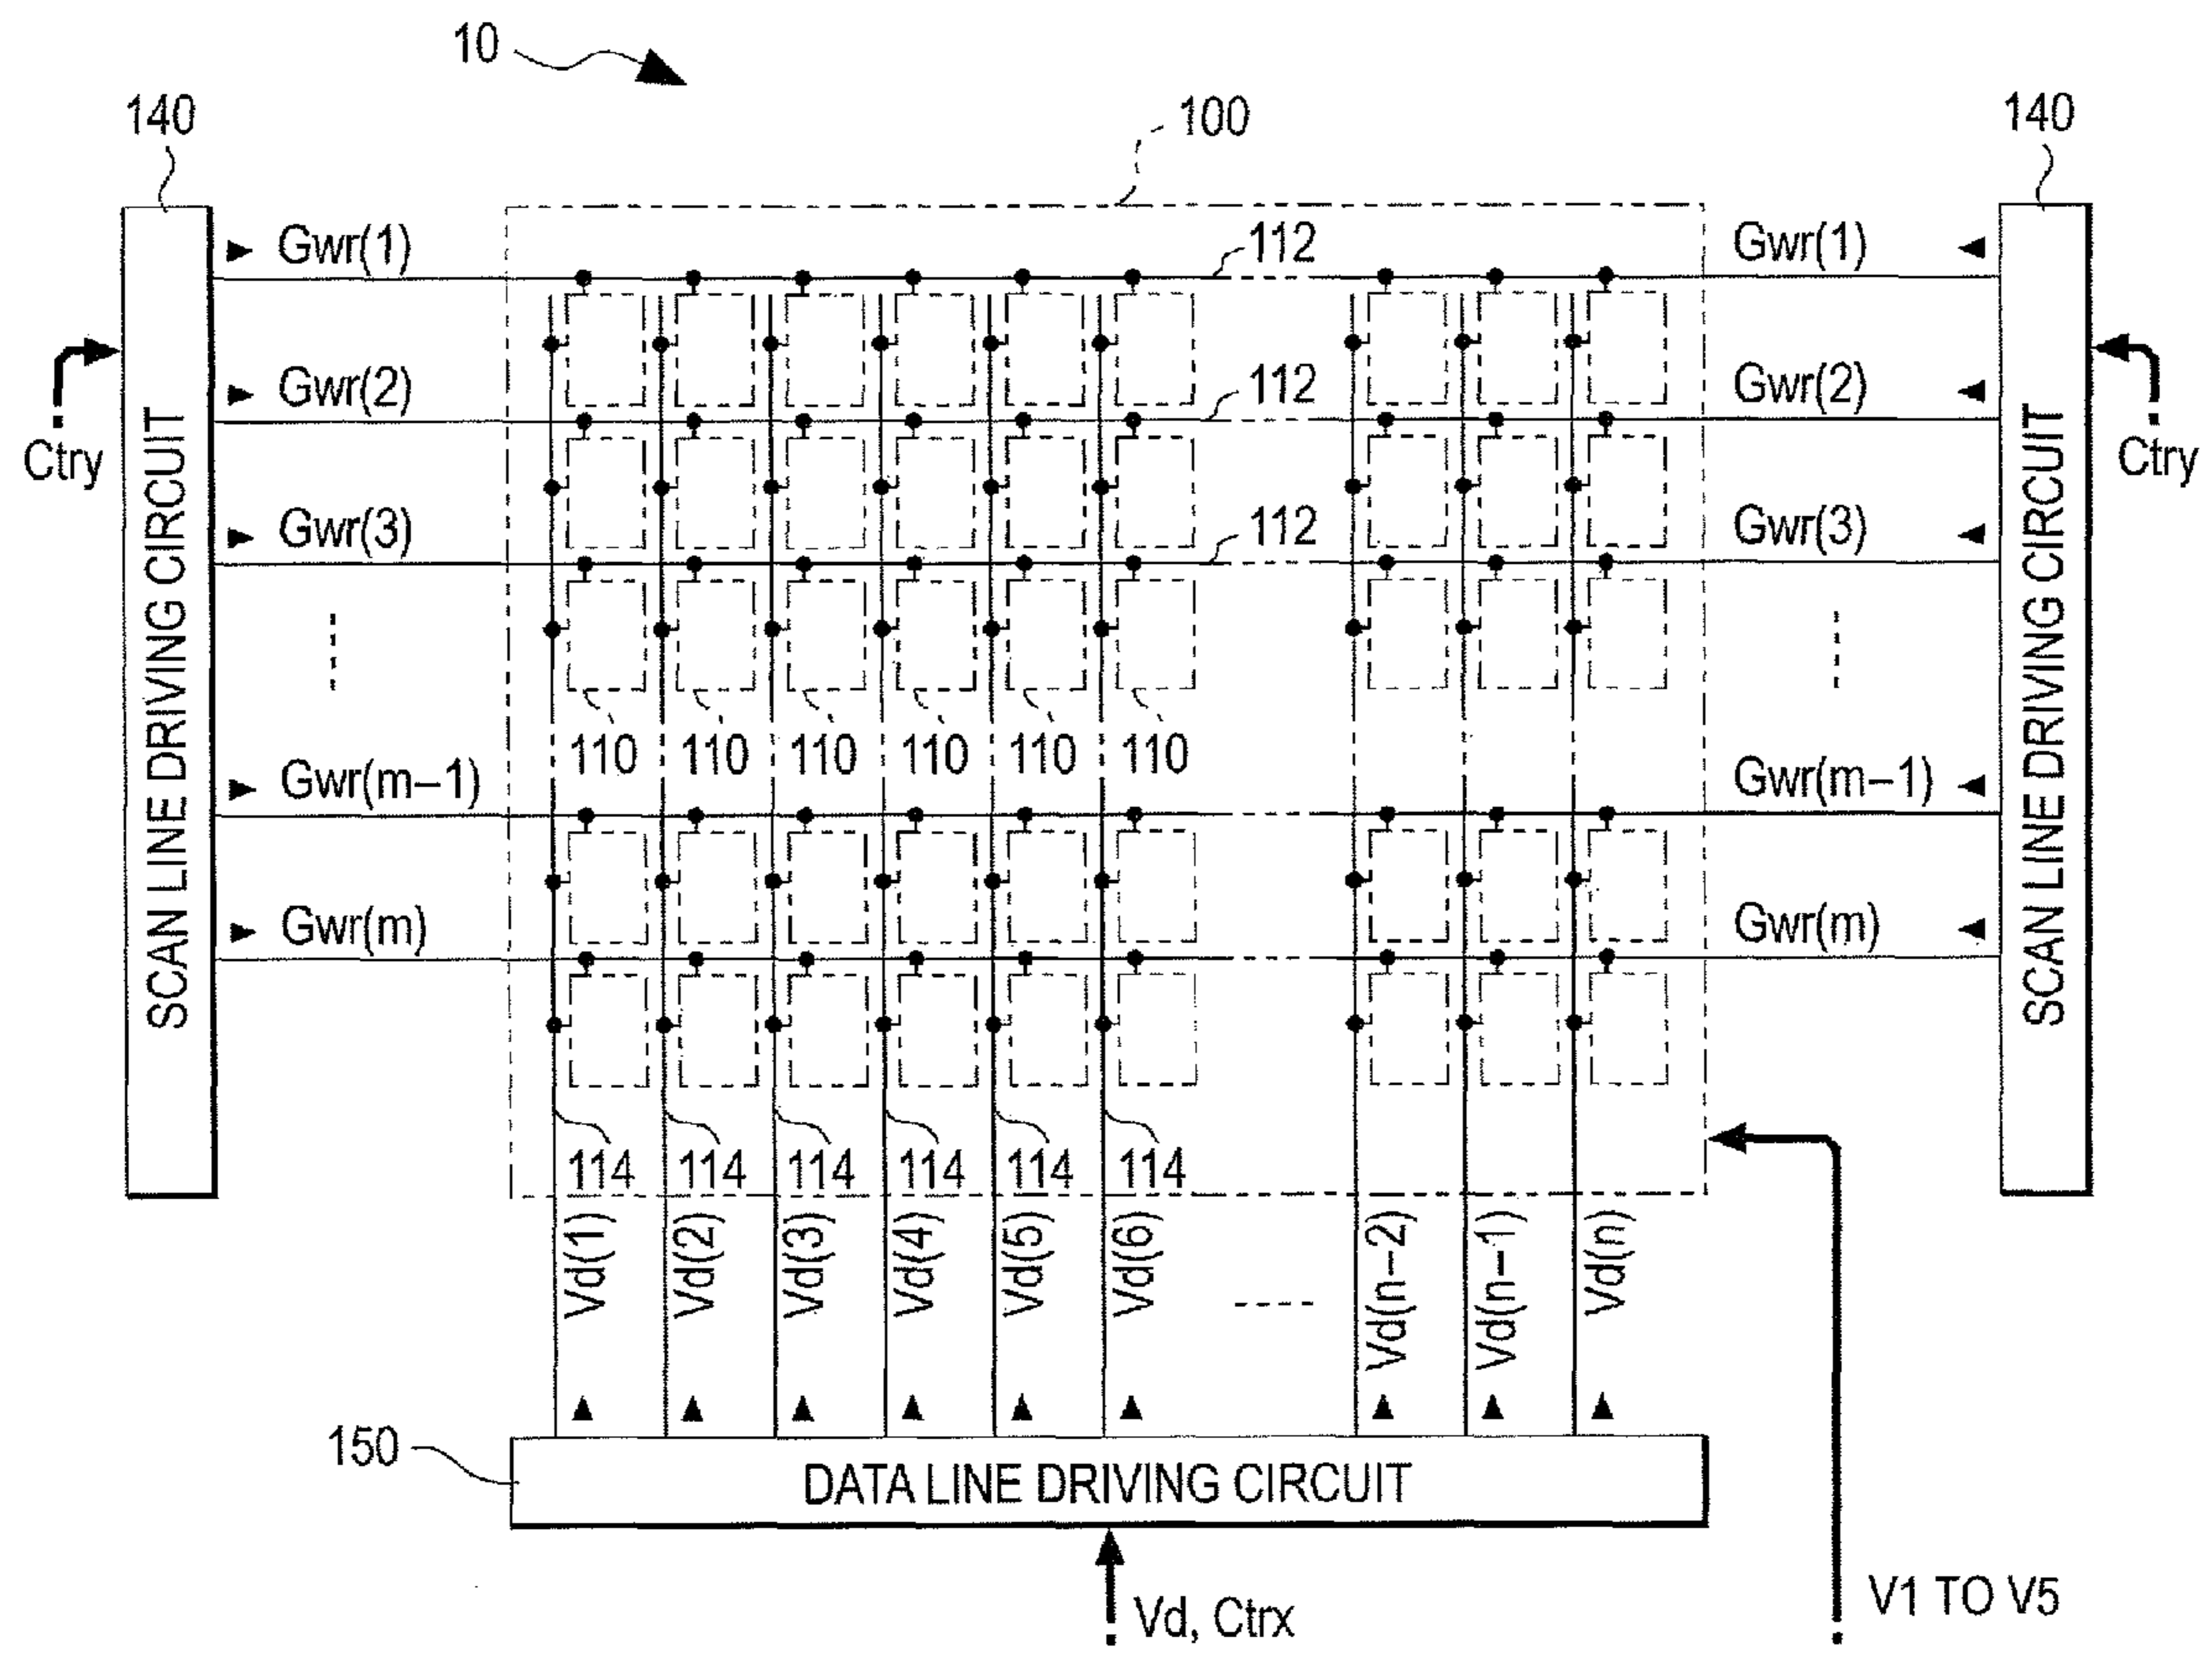 10
140
100
140
Gwr(1)
112
Gwr(1)
Gwr(2)
112
Gwr(2)
Ctry
Ctry
Gwr(3)
112
Gwr(3)
SCAN LINE DRIVING CIRCUIT
SCAN LINE DRIVING CIRCUIT
110 110 110 110 110 110
Gwr(m−1)
Gwr(m−1)
Gwr(m)
Gwr(m)
114 114 114 114 114 114
Vd(1)
Vd(2)
Vd(3)
Vd(4)
Vd(5)
Vd(6)
Vd(n−2)
Vd(n−1)
Vd(n)
150
DATA LINE DRIVING CIRCUIT
Vd, Ctrx
V1 TO V5